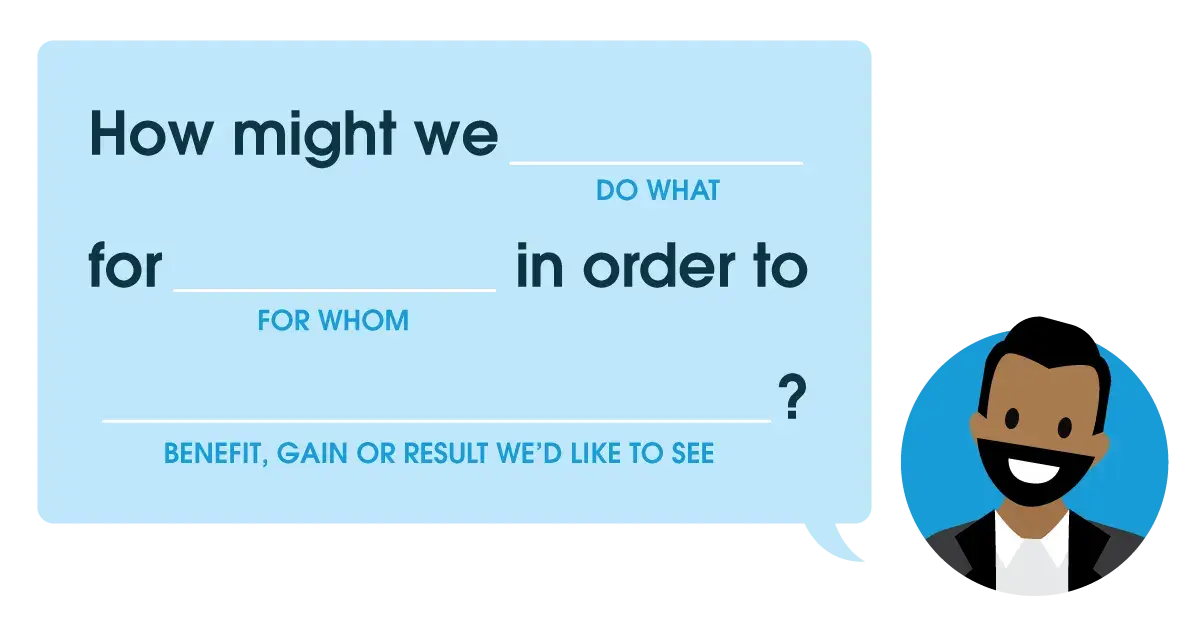 How might we
DO WHAT
for in order to
FOR WHOM
?
BENEFIT, GAIN OR RESULT WE'D LIKE TO SEE